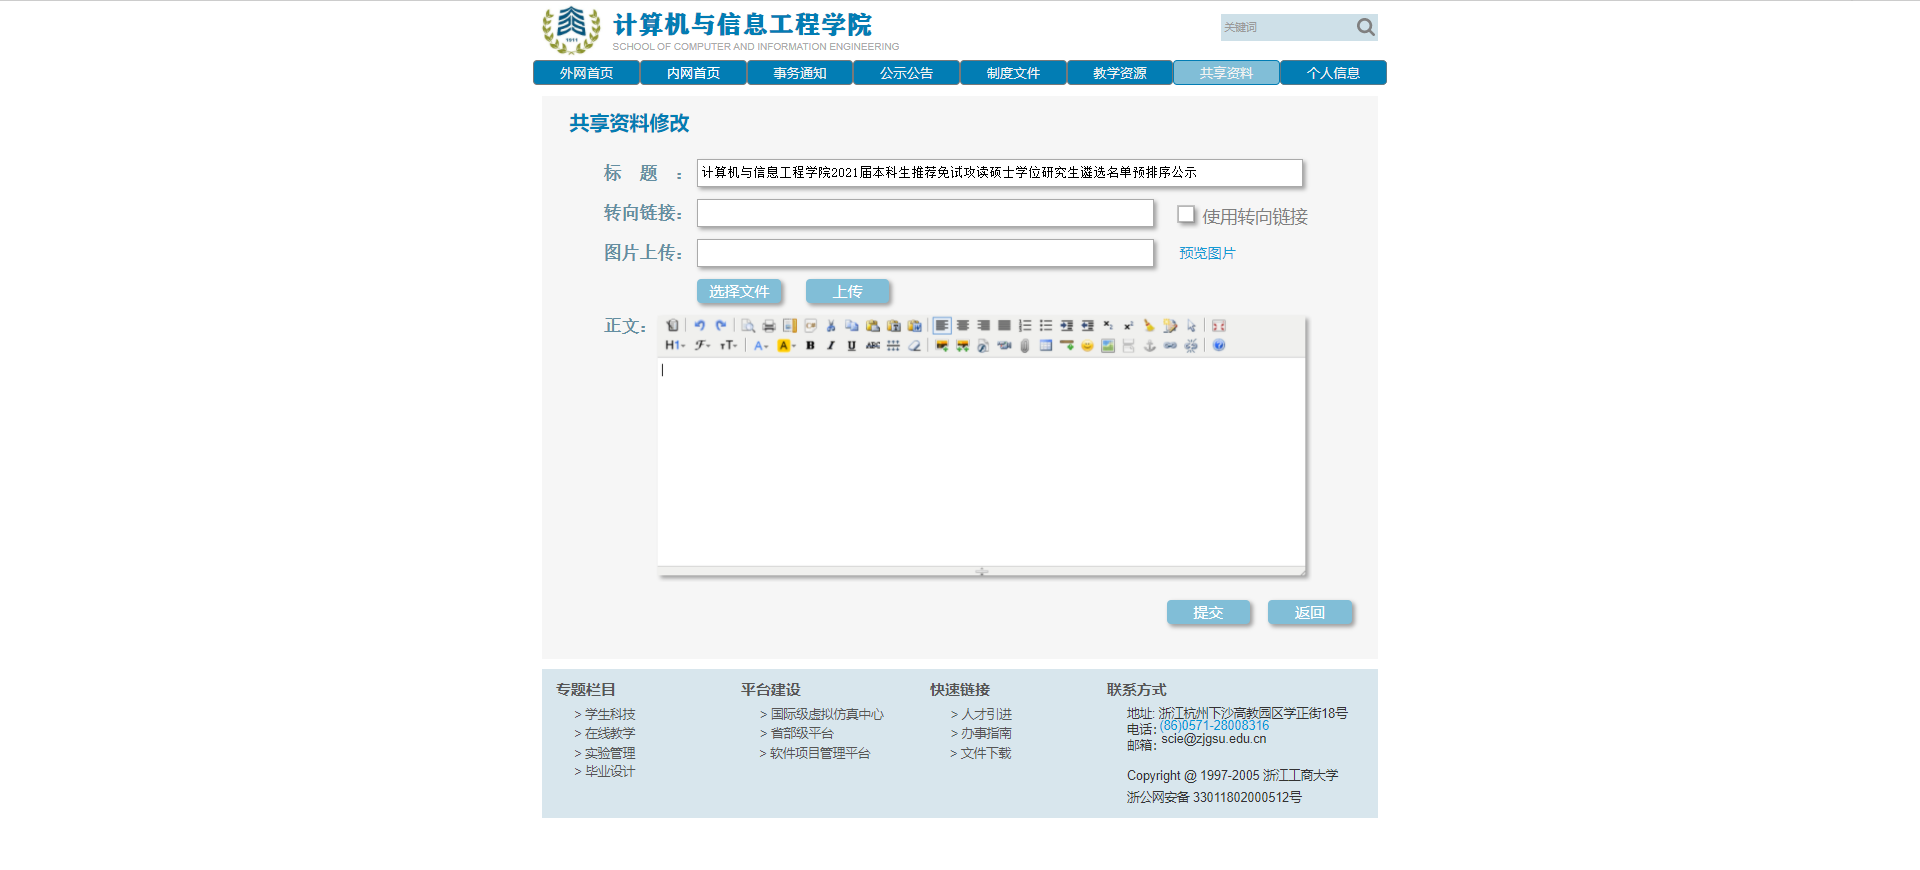 计算机与信息工程学院
SCHOOL OF COMPUTER AND INFORMATION ENGINEERING
关键词
外网首页 内网首页 事务通知 公示公告 制度文件 教学资源 共享资料 个人信息
共享资料修改
标 题 : 计算机与信息工程学院2021届本科生推荐免试攻读硕士学位研究生遴选名单预排序公示
转向链接: 使用转向链接
图片上传: 预览图片
选择文件 上传
正文:
提交 返回
专题栏目 平台建设 快速链接 联系方式
> 学生科技 > 国际级虚拟仿真中心 > 人才引进 地址: 浙江杭州下沙高教园区学正街18号
> 在线教学 > 省部级平台 > 办事指南 电话: (86)0571-28008316
> 实验管理 > 软件项目管理平台 > 文件下载 邮箱: scie@zjgsu.edu.cn
> 毕业设计
Copyright @ 1997-2005 浙江工商大学
浙公网安备 33011802000512号